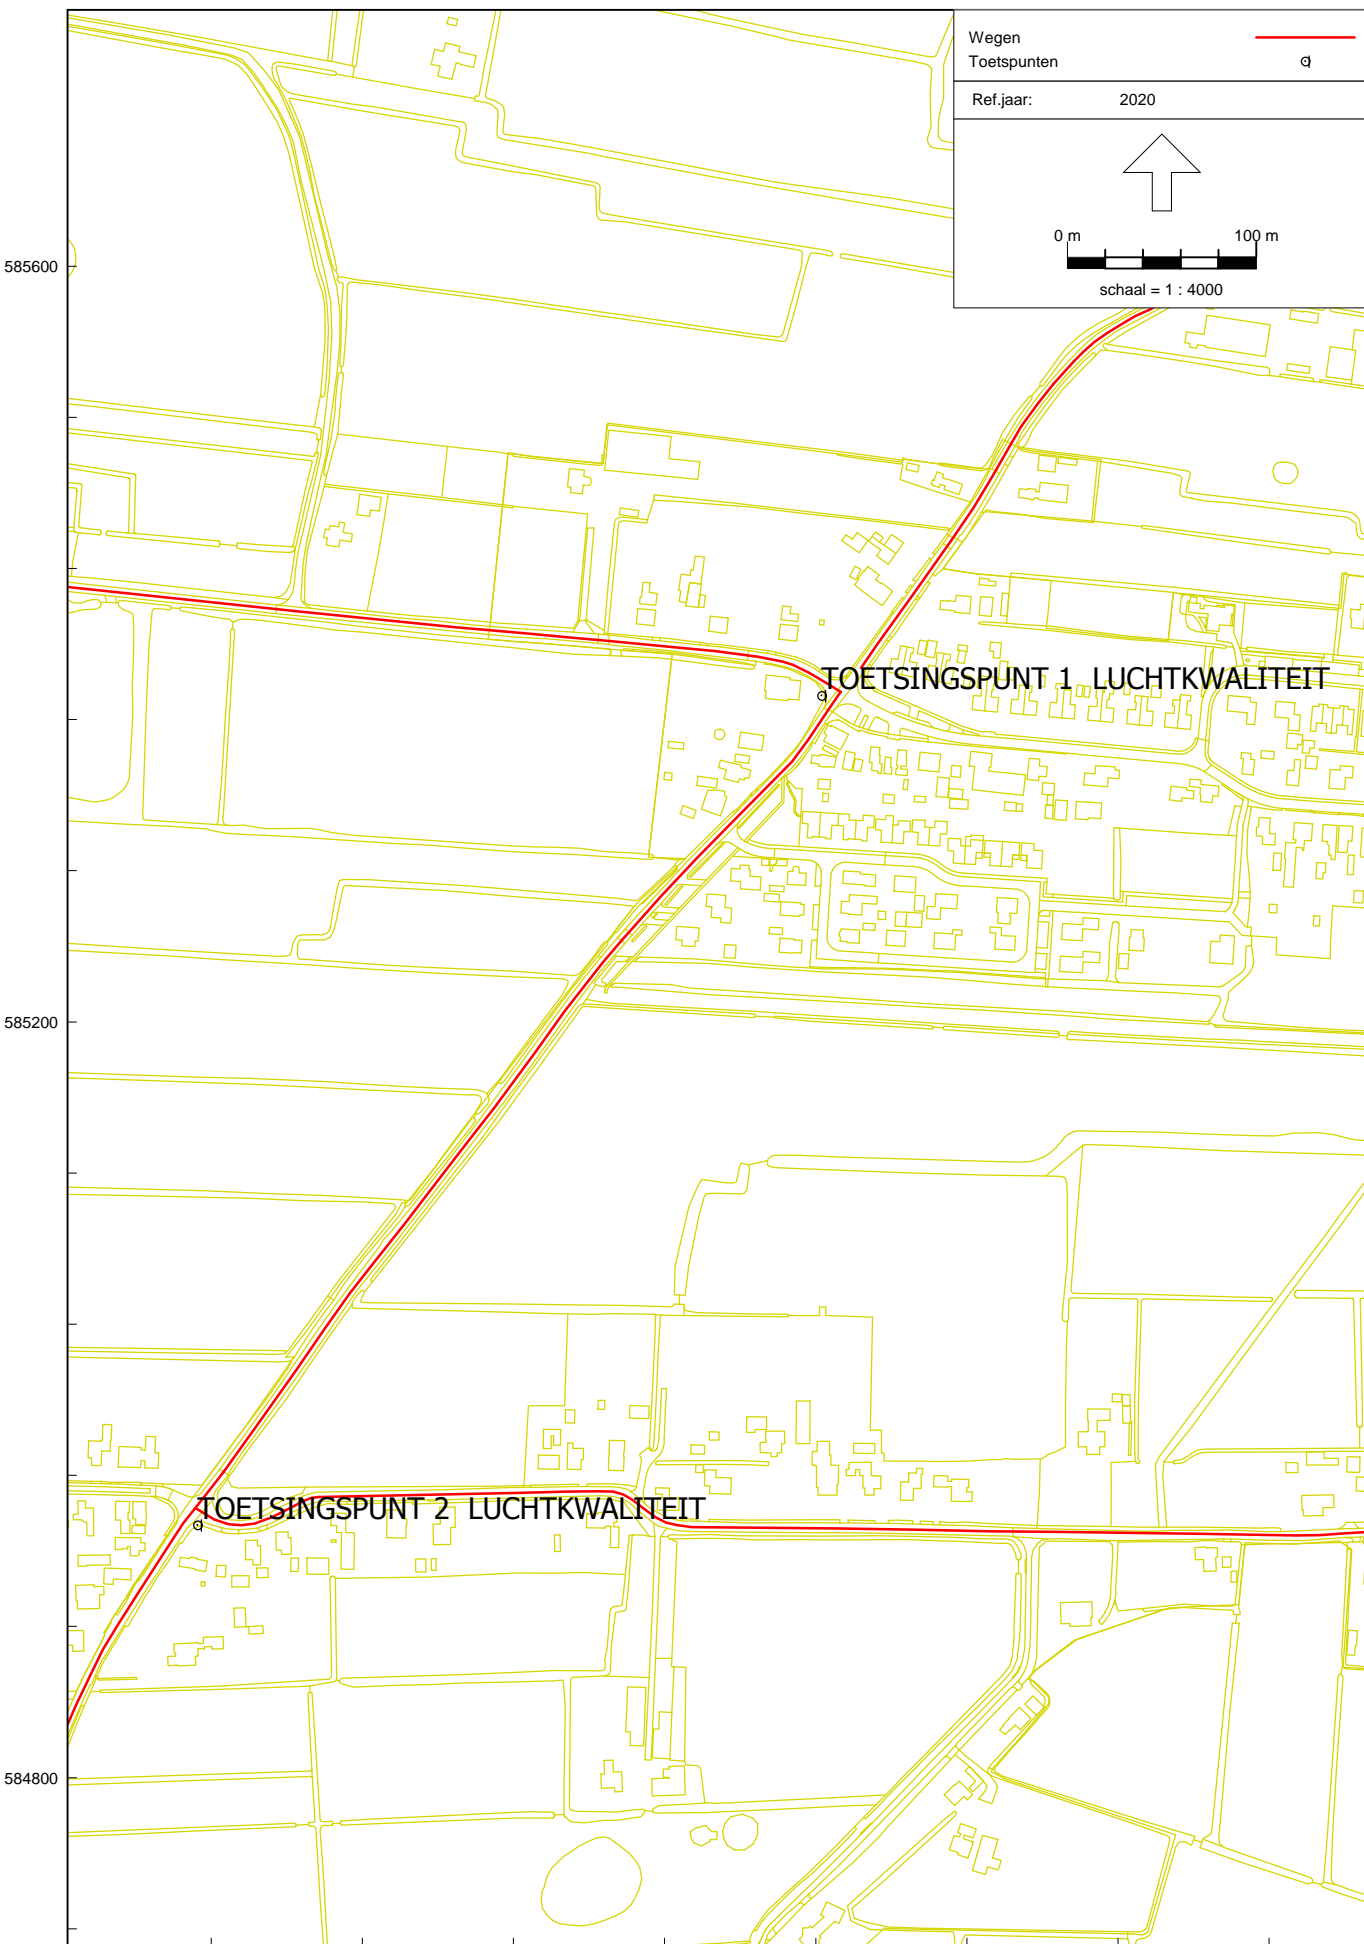 Wegen
Toetspunten
Ref.jaar: 2020
0 m 100 m
schaal = 1 : 4000
585600
TOETSINGSPUNT 1 LUCHTKWALITEIT
585200
TOETSINGSPUNT 2 LUCHTKWALITEIT
584800